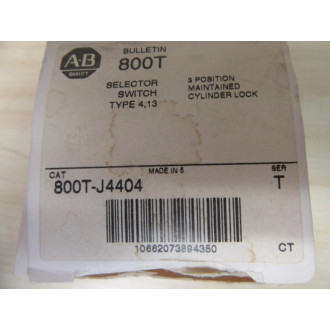 A-B
QUALITY
BULLETIN
800T
SELECTOR
SWITCH
TYPE 4,13
3 POSITION
MAINTAINED
CYLINDER LOCK
CAT
MADE IN 5
SER
800T-J4404
T
10662073894350
CT